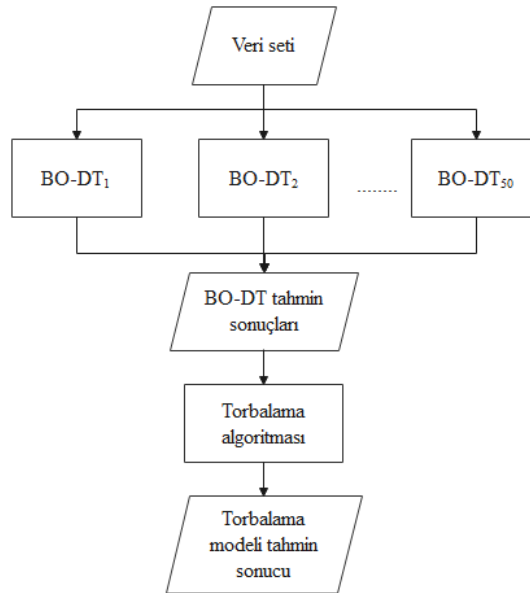 Veri seti
BO-DT₁
BO-DT₂
........
BO-DT₅₀
BO-DT tahmin
sonuçları
Torbalama
algoritması
Torbalama
modeli tahmin
sonucu